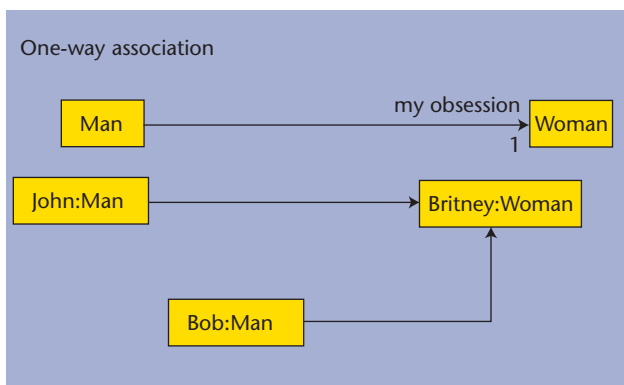 One-way association
my obsession
Man
Woman
1
John:Man
Britney:Woman
Bob:Man